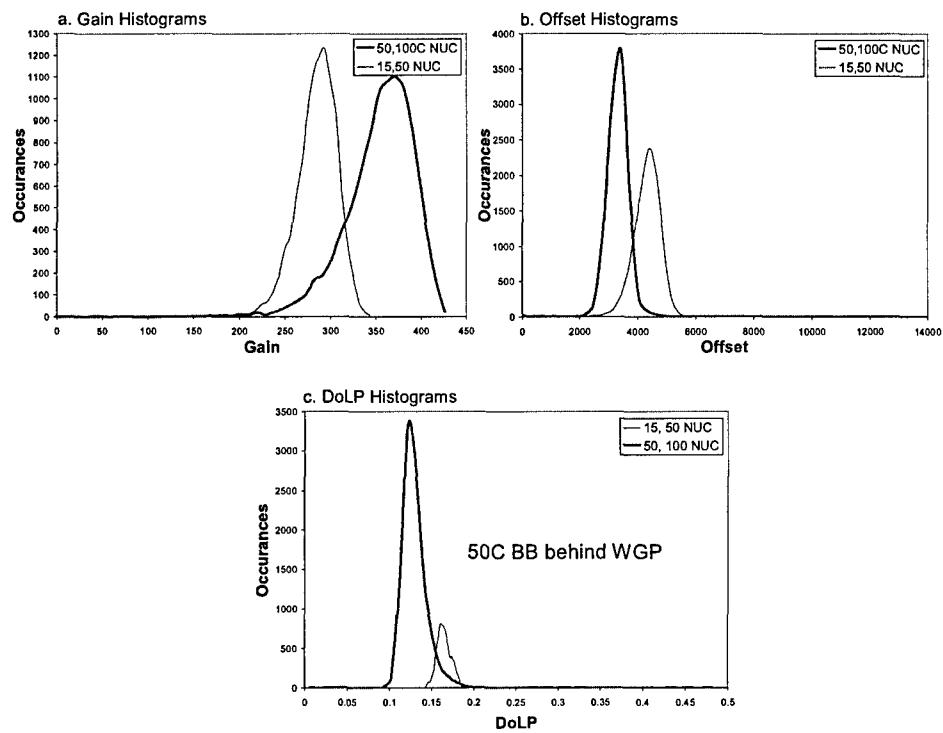 a. Gain Histograms
1300
1200
1100
1000
900
800
700
600
500
400
300
200
100
0
Occurances
50,100C NUC
15,50 NUC
0 50 100 150 200 250 300 350 400 450
Gain
b. Offset Histograms
4000
3500
3000
2500
2000
1500
1000
500
0
Occurances
50,100C NUC
15,50 NUC
0 2000 4000 6000 8000 10000 12000 14000
Offset
c. DoLP Histograms
3500
3000
2500
2000
1500
1000
500
0
Occurances
15, 50 NUC
50, 100 NUC
50C BB behind WGP
0 0.05 0.1 0.15 0.2 0.25 0.3 0.35 0.4 0.45 0.5
DoLP